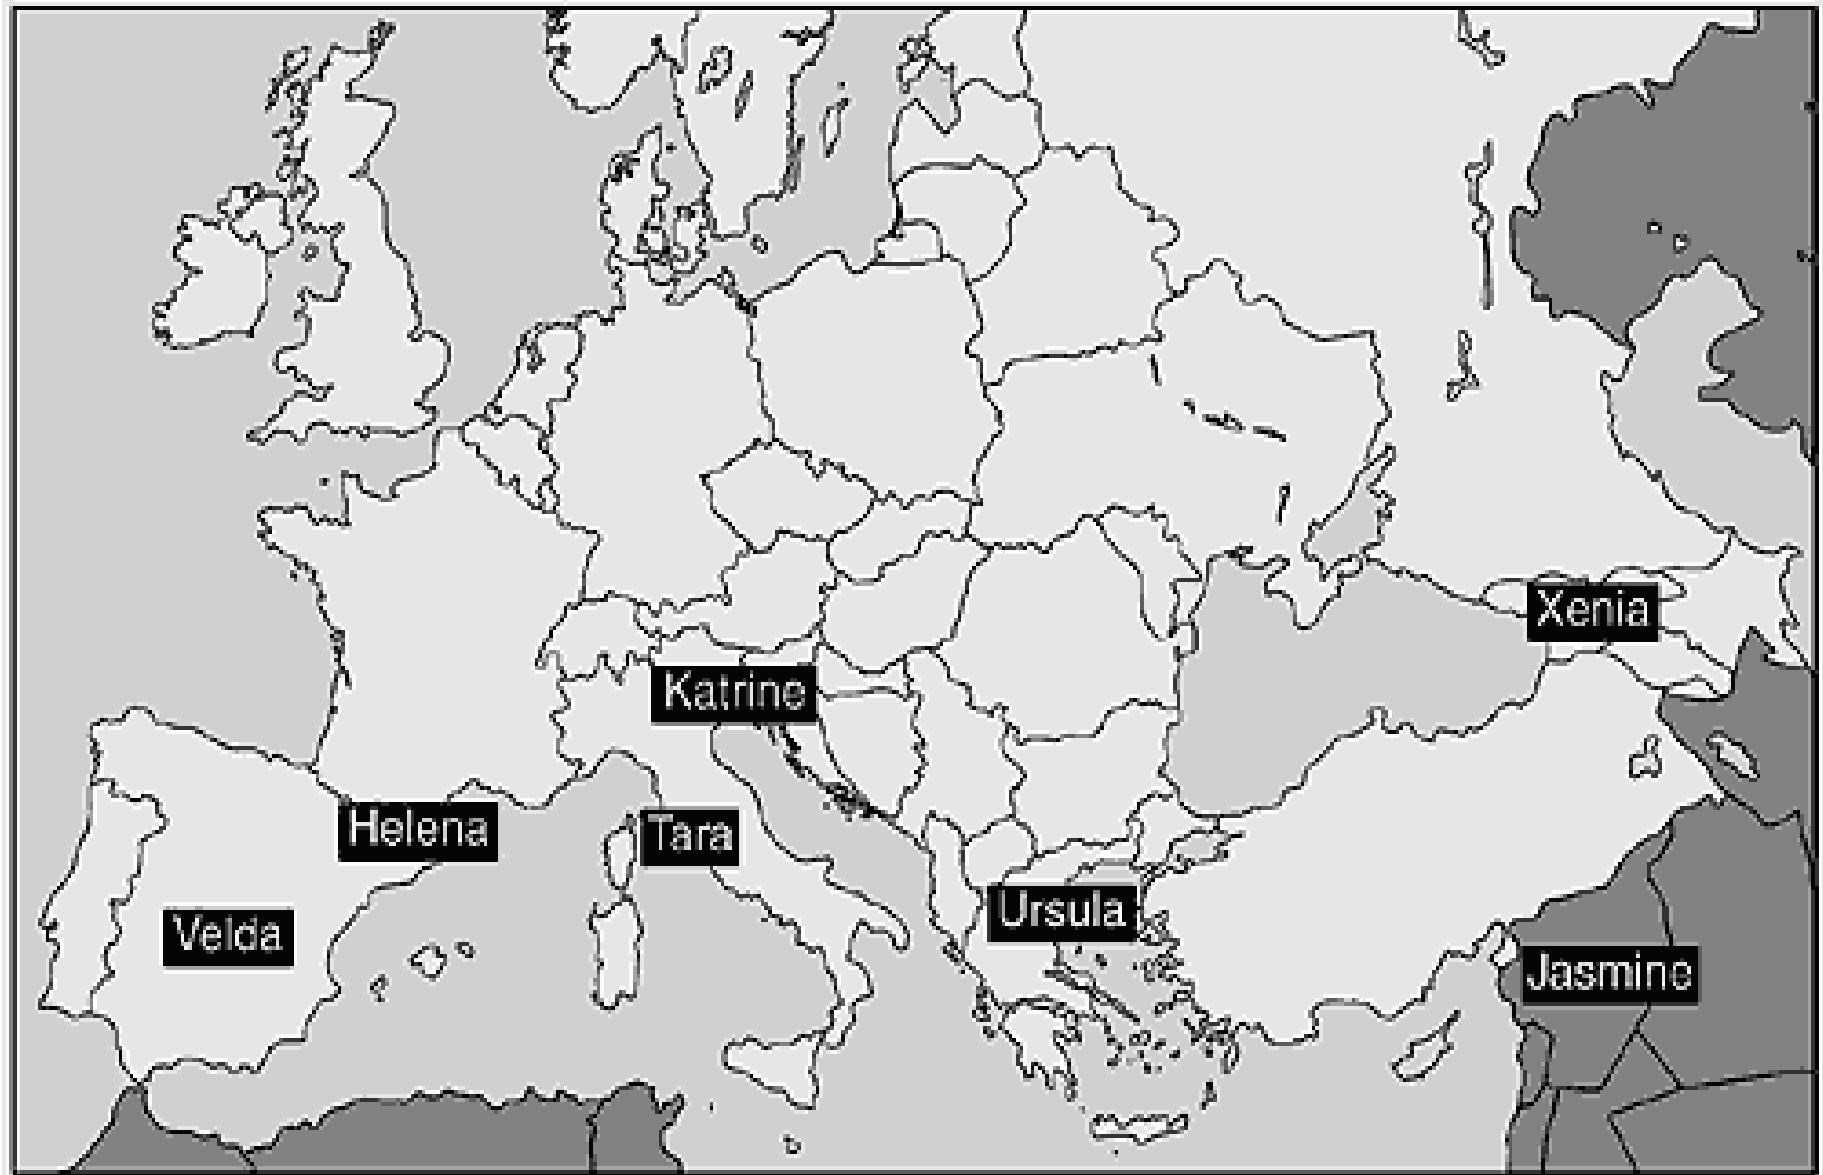 Xenia
Katrine
Helena
Tara
Ursula
Velda
Jasmine